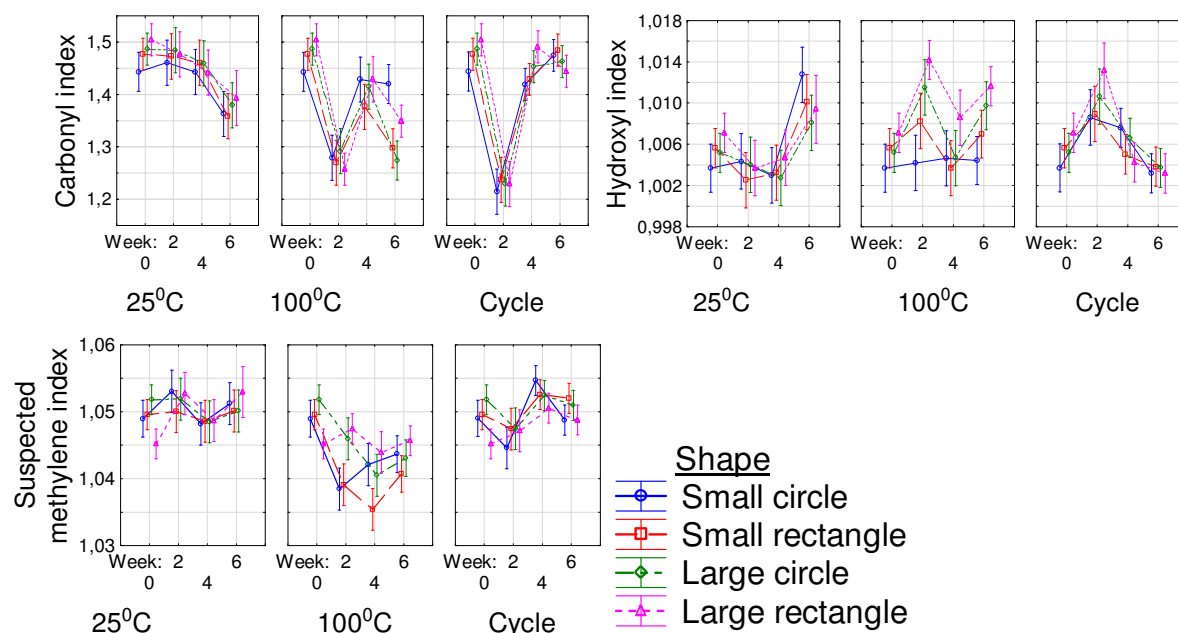 Carbonyl index
1,5
1,4
1,3
1,2
Week: 2 6
0 4
Week: 2 6
0 4
Week: 2 6
0 4
25⁰C 100⁰C Cycle
Hydroxyl index
1,018
1,014
1,010
1,006
1,002
0,998
Week: 2 6
0 4
Week: 2 6
0 4
Week: 2 6
0 4
25⁰C 100⁰C Cycle
Suspected
methylene index
1,06
1,05
1,04
1,03
Week: 2 6
0 4
Week: 2 6
0 4
Week: 2 6
0 4
25⁰C 100⁰C Cycle
Shape
Small circle
Small rectangle
Large circle
Large rectangle